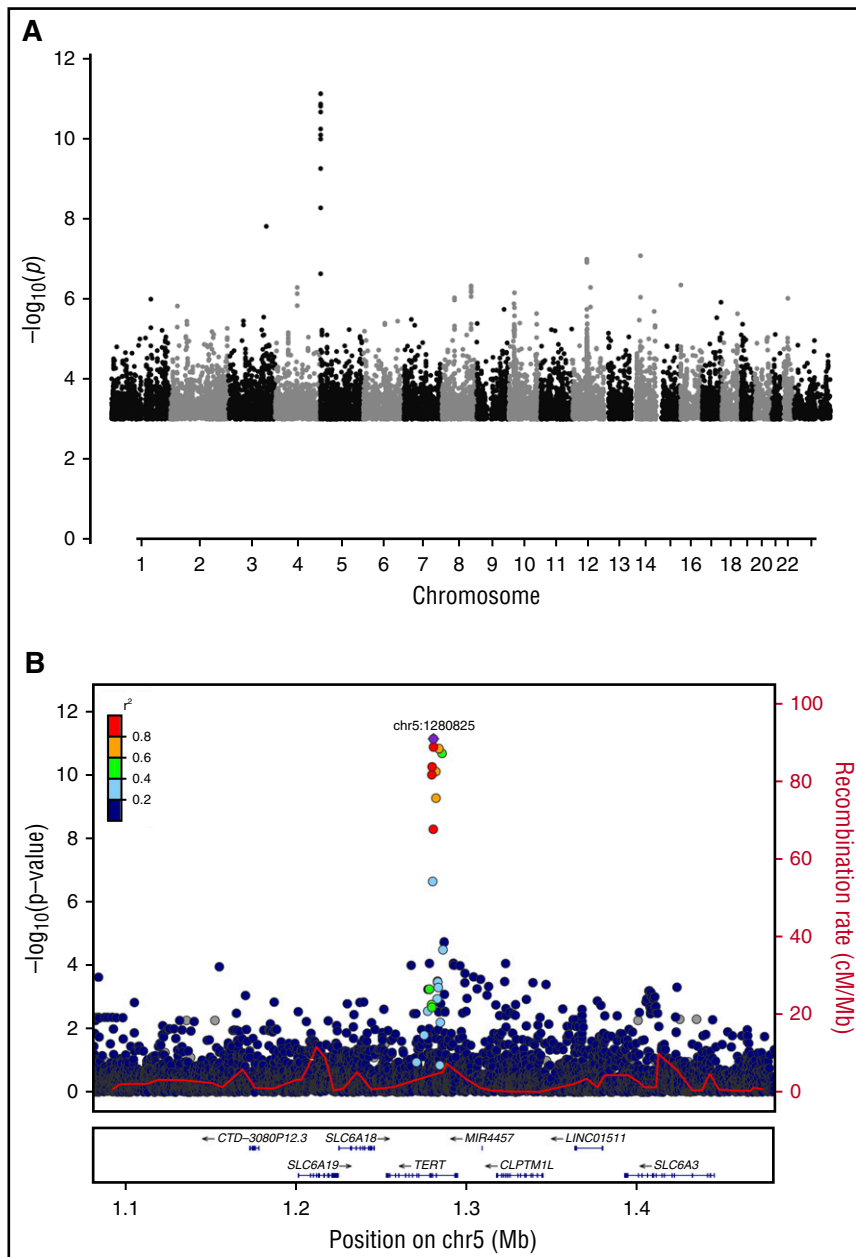 A
12
10
8
6
4
2
0
−log10(p)
1 2 3 4 5 6 7 8 9 10 11 12 13 14 16 18 20 22
Chromosome
B
r2
0.8
0.6
0.4
0.2
chr5:1280825
12
10
8
6
4
2
0
−log10(p−value)
100
80
60
40
20
0
Recombination rate (cM/Mb)
CTD−3080P12.3 SLC6A18 MIR4457 LINC01511
SLC6A19 TERT CLPTM1L SLC6A3
1.1 1.2 1.3 1.4
Position on chr5 (Mb)